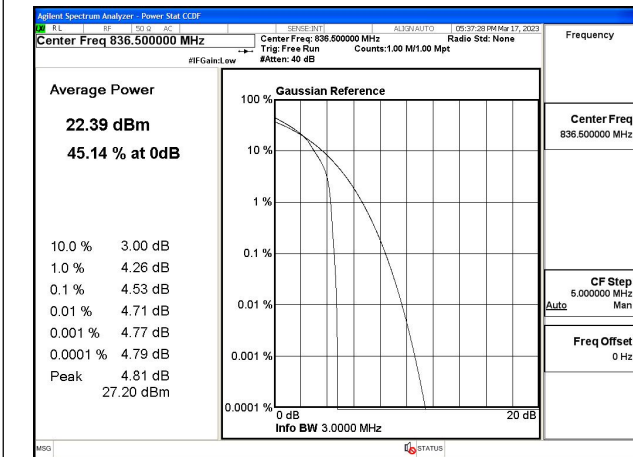 Agilent Spectrum Analyzer - Power Stat CCDF
RL RF 50 Ω AC SENSE:INT ALIGN AUTO 05:37:28 PM Mar 17, 2023
Center Freq 836.500000 MHz
Center Freq: 836.500000 MHz Radio Std: None
Trig: Free Run Counts:1.00 M/1.00 Mpt
#IFGain:Low #Atten: 40 dB
Frequency
Average Power
22.39 dBm
45.14 % at 0dB
10.0 % 3.00 dB
1.0 % 4.26 dB
0.1 % 4.53 dB
0.01 % 4.71 dB
0.001 % 4.77 dB
0.0001 % 4.79 dB
Peak 4.81 dB
27.20 dBm
Gaussian Reference
100 %
10 %
1 %
0.1 %
0.01 %
0.001 %
0.0001 %
0 dB 20 dB
Info BW 3.0000 MHz
Center Freq
836.500000 MHz
CF Step
5.000000 MHz
Auto Man
Freq Offset
0 Hz
MSG STATUS